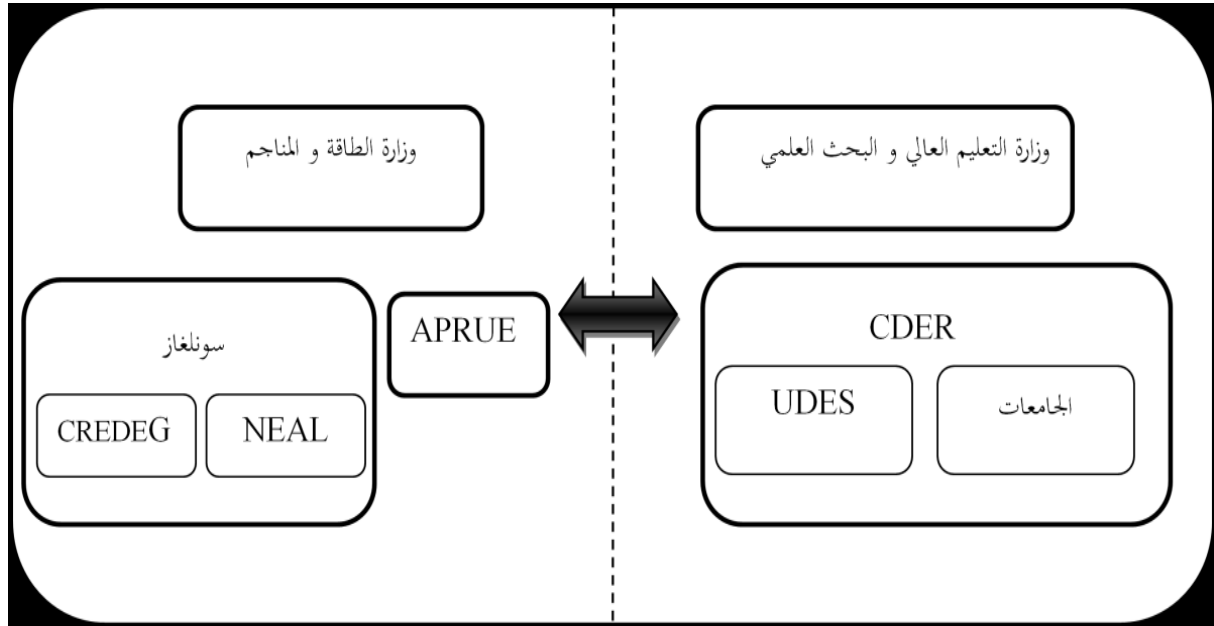 وزارة التعليم العالي و البحث العلمي
وزارة الطاقة و المناجم
CDER
UDES
الجامعات
APRUE
سونلغاز
CREDEG
NEAL